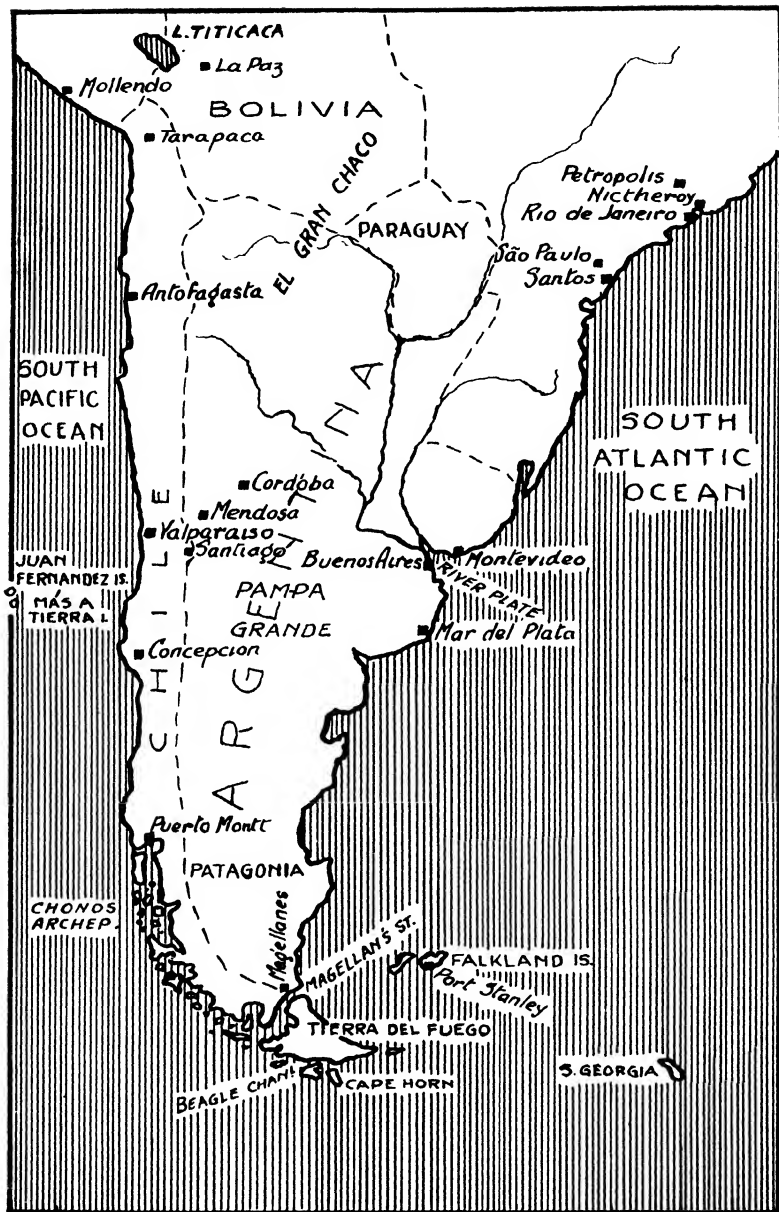 L. TITICACA
La Paz
Mollendo
BOLIVIA
Tarapaca
EL GRAN CHACO
PARAGUAY
Petropolis
Nictheroy
Rio de Janeiro
São Paulo
Santos
Antofagasta
SOUTH
PACIFIC
OCEAN
SOUTH
ATLANTIC
OCEAN
CHILE
ARGENTINA
Cordóba
Mendosa
Valparaiso
Santiago
Buenos Aires
Montevideo
RIVER PLATE
JUAN
FERNANDEZ IS.
MÁS A
TIERRA I.
PAMPA
GRANDE
Mar del Plata
Concepcion
Puerto Montt
PATAGONIA
CHONOS
ARCHEP.
Magellanes
MAGELLAN'S ST.
FALKLAND IS.
Port Stanley
TIERRA DEL FUEGO
BEAGLE CHAN!
CAPE HORN
S. GEORGIA